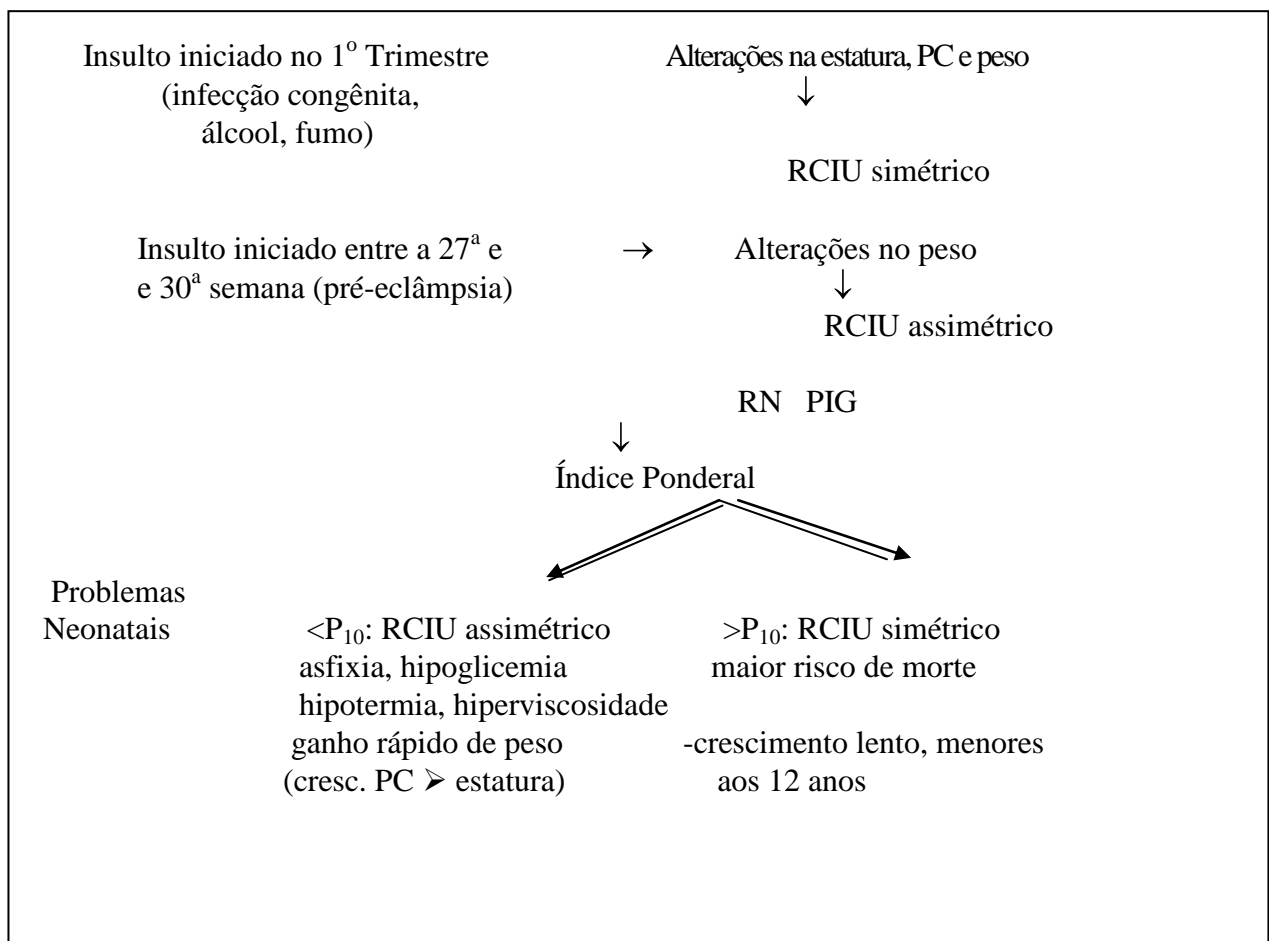 Insulto iniciado no 1º Trimestre Alterações na estatura, PC e peso
(infecção congênita, ↓
álcool, fumo)
RCIU simétrico
Insulto iniciado entre a 27ª e → Alterações no peso
e 30ª semana (pré-eclâmpsia) ↓
RCIU assimétrico
RN PIG
↓
Índice Ponderal
Problemas
Neonatais <P10: RCIU assimétrico >P10: RCIU simétrico
asfixia, hipoglicemia maior risco de morte
hipotermia, hiperviscosidade
ganho rápido de peso -crescimento lento, menores
(cresc. PC ➢ estatura) aos 12 anos